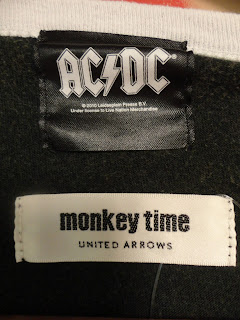 AC⚡DC
© 2010 Leidseplein Presse B.V.
Under license to Live Nation Merchandise
monkey time
UNITED ARROWS